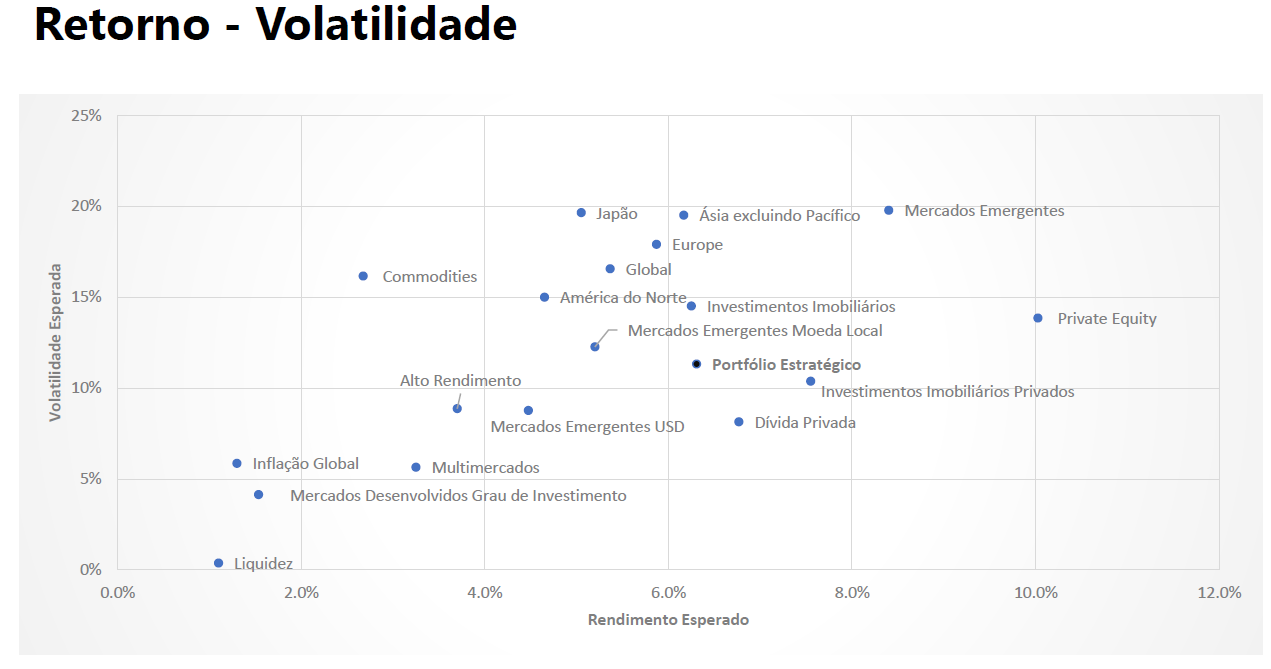 Retorno - Volatilidade
25%
20%
15%
10%
5%
0%
Volatilidade Esperada
Japão
Ásia excluindo Pacífico
Mercados Emergentes
Europe
Global
Commodities
América do Norte
Investimentos Imobiliários
Private Equity
Mercados Emergentes Moeda Local
Portfólio Estratégico
Alto Rendimento
Investimentos Imobiliários Privados
Mercados Emergentes USD
Dívida Privada
Inflação Global
Multimercados
Mercados Desenvolvidos Grau de Investimento
Liquidez
0.0%
2.0%
4.0%
6.0%
8.0%
10.0%
12.0%
Rendimento Esperado